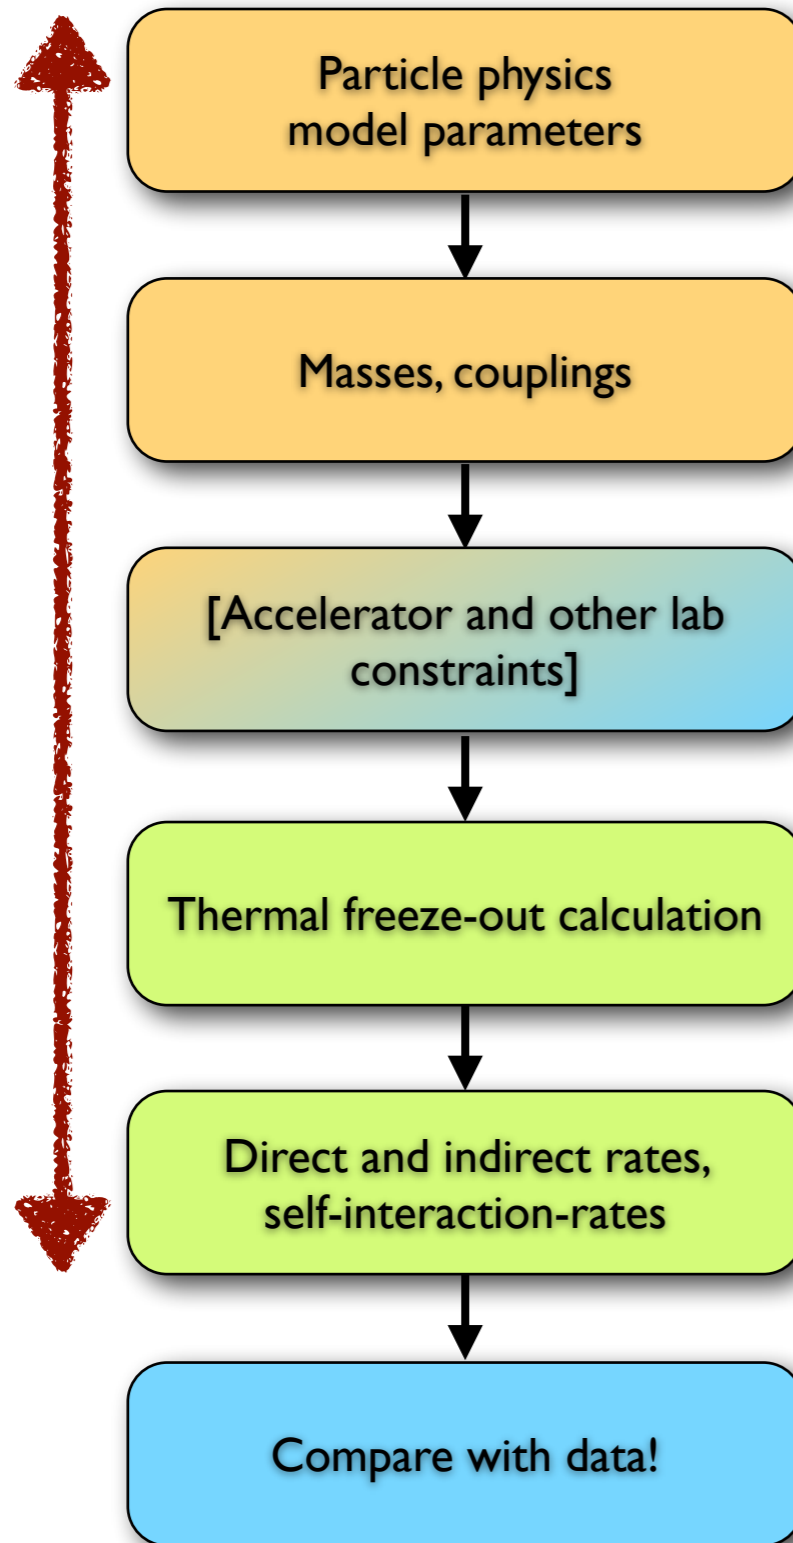 Particle physics
model parameters
Masses, couplings
[Accelerator and other lab
constraints]
Thermal freeze-out calculation
Direct and indirect rates,
self-interaction-rates
Compare with data!